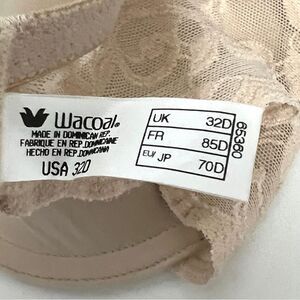 Wacoal®
MADE IN DOMINICAN REP.
FABRIQUE EN REP. DOMINICAINE
HECHO EN REP. DOMINICANA
USA 32D
UK 32D
FR 85D
EU/JP 70D
65360